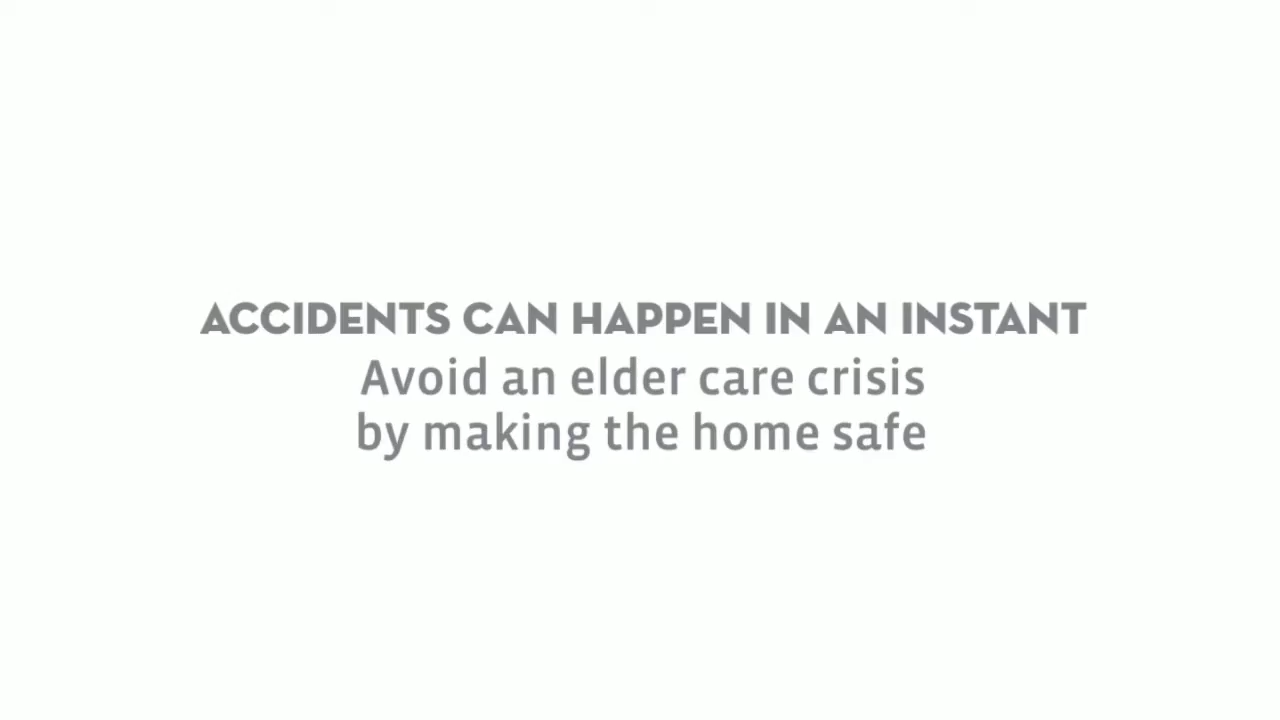 ACCIDENTS CAN HAPPEN IN AN INSTANT
Avoid an elder care crisis
by making the home safe